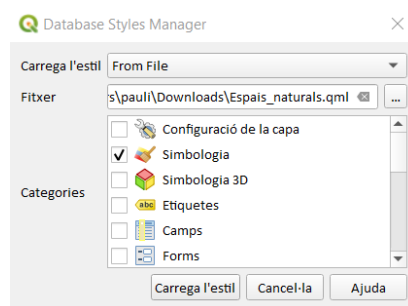 Database Styles Manager
Carrega l'estil From File
Fitxer s\pauli\Downloads\Espais_naturals.qml ...
Configuració de la capa
Simbologia
Simbologia 3D
Categories
abc Etiquetes
Camps
Forms
Carrega l'estil Cancel·la Ajuda